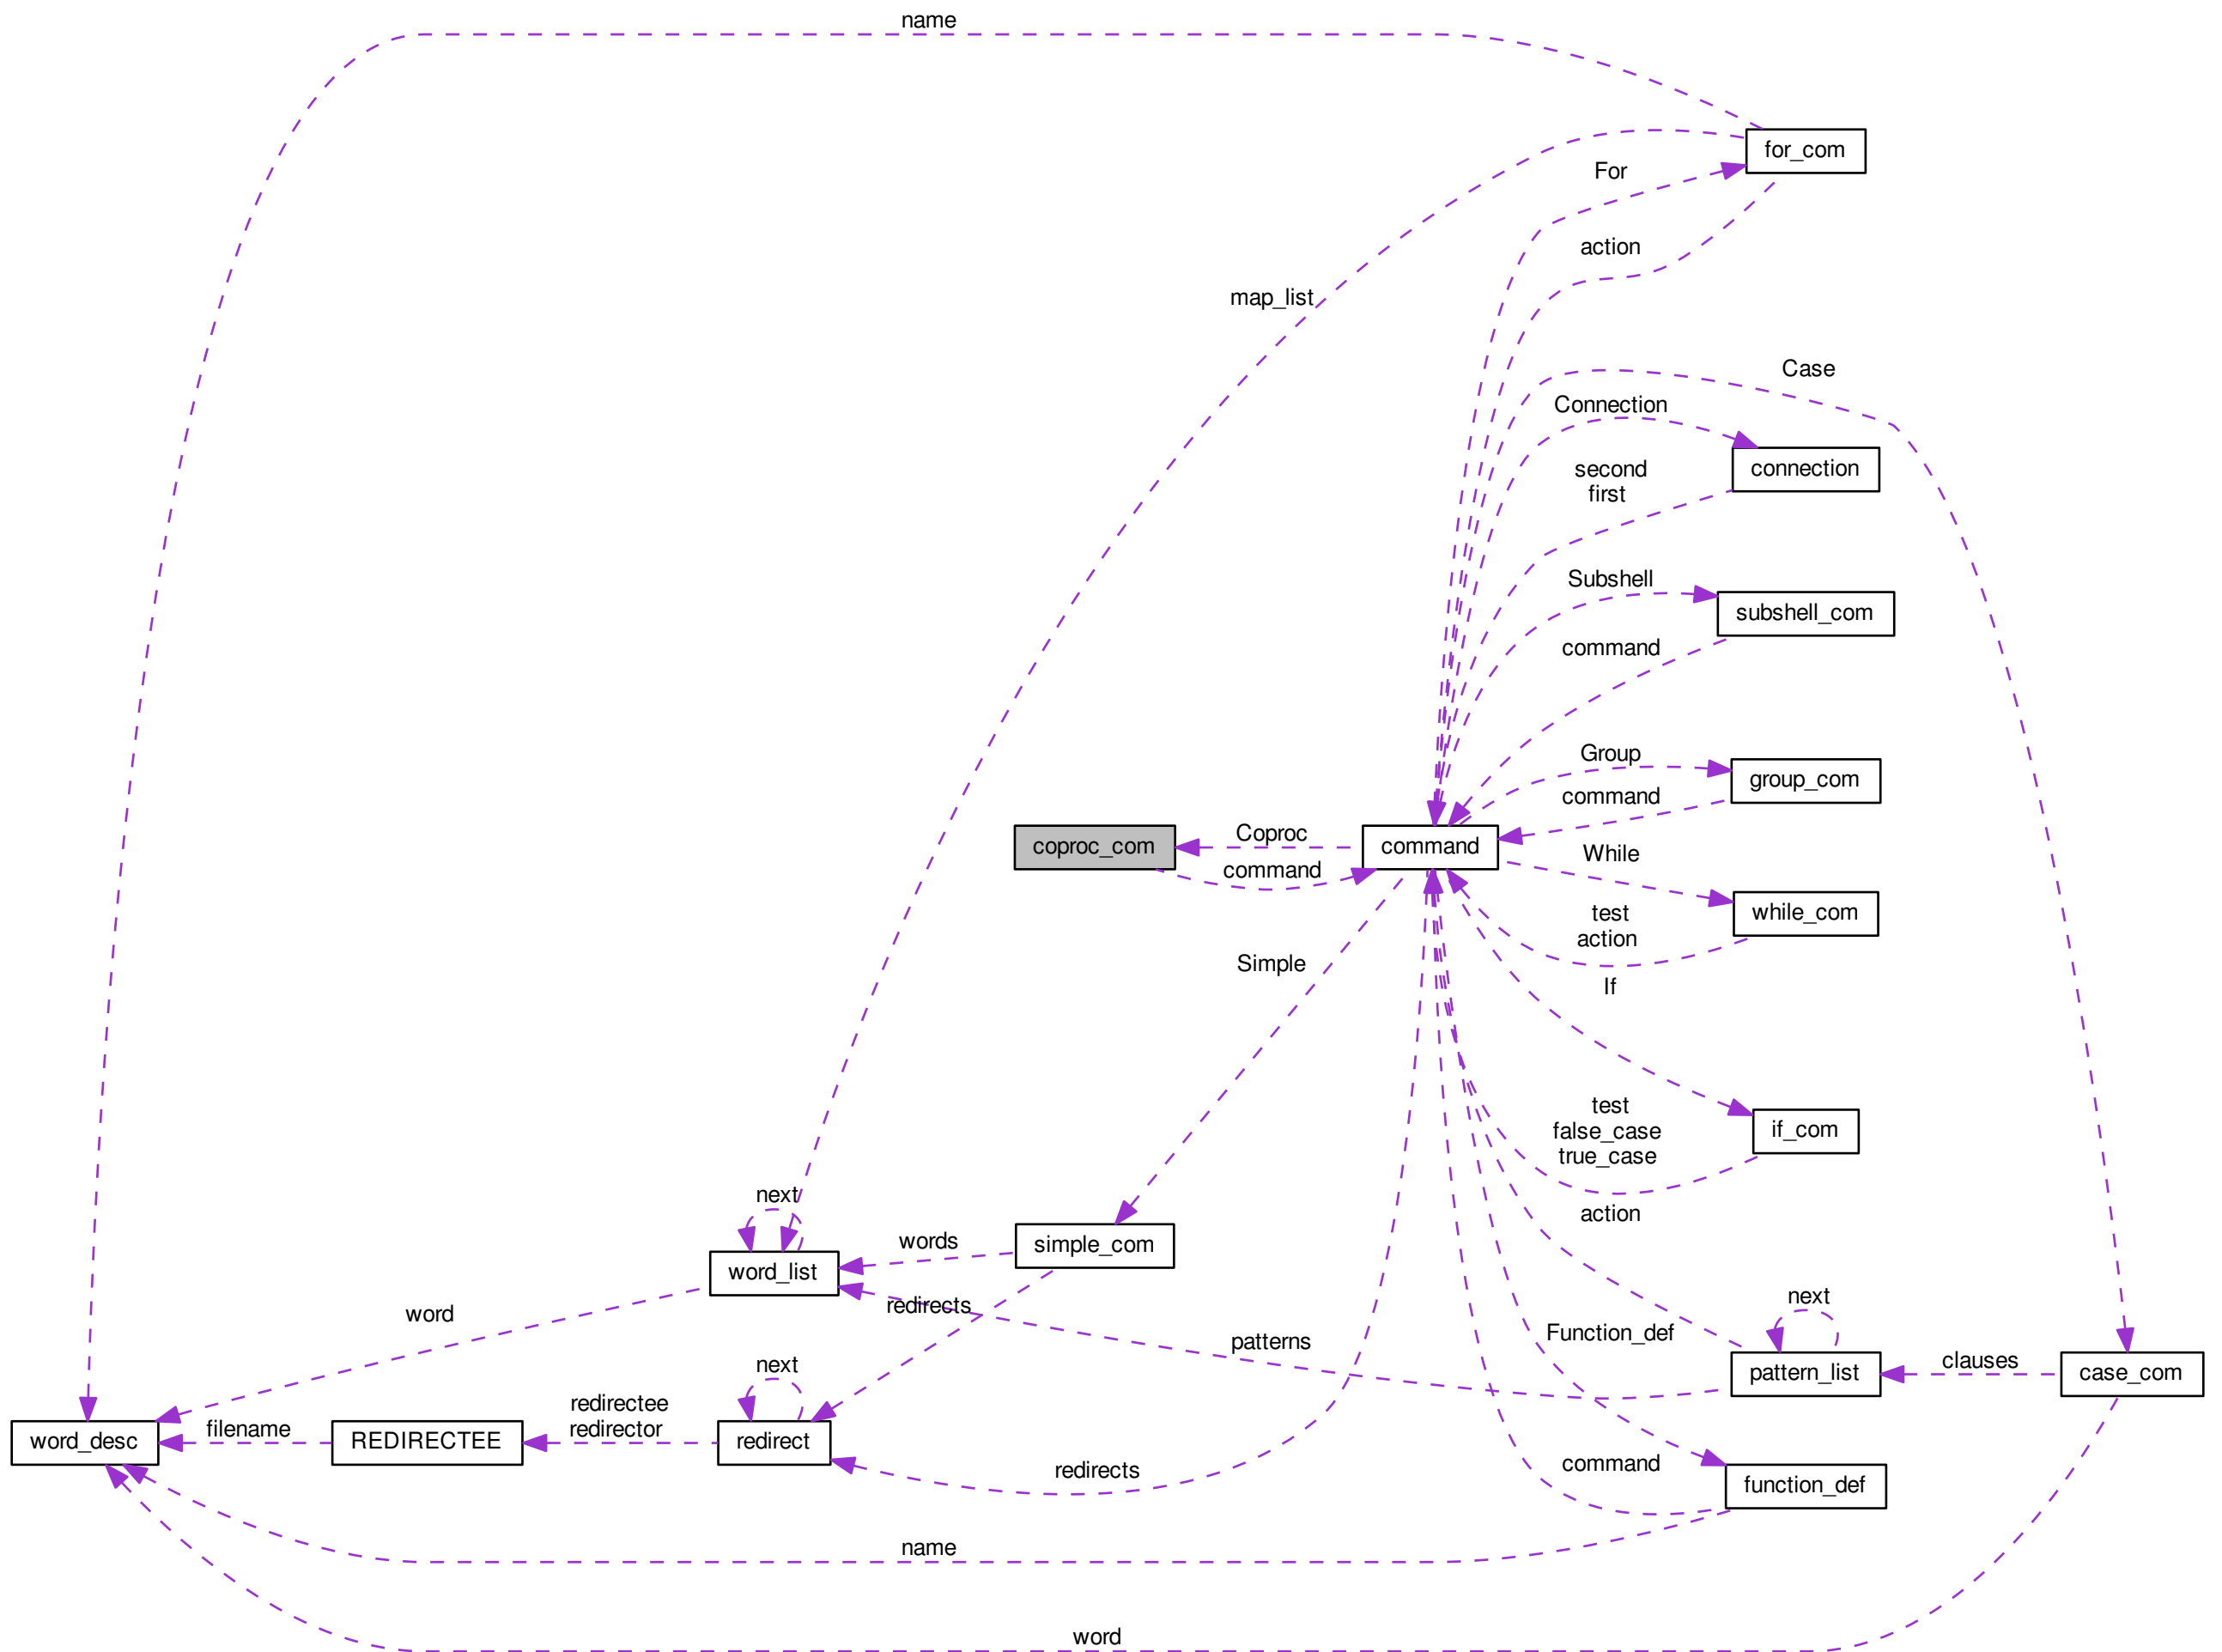 name
for_com
For
action
map_list
Case
Connection
connection
second
first
Subshell
subshell_com
command
Group
group_com
command
coproc_com
Coproc
command
command
While
while_com
test
action
Simple
If
test
false_case
true_case
if_com
next
action
words
simple_com
word_list
redirects
next
word
Function_def
patterns
clauses
next
pattern_list
case_com
redirectee
redirector
filename
word_desc
REDIRECTEE
redirect
redirects
command
function_def
name
word